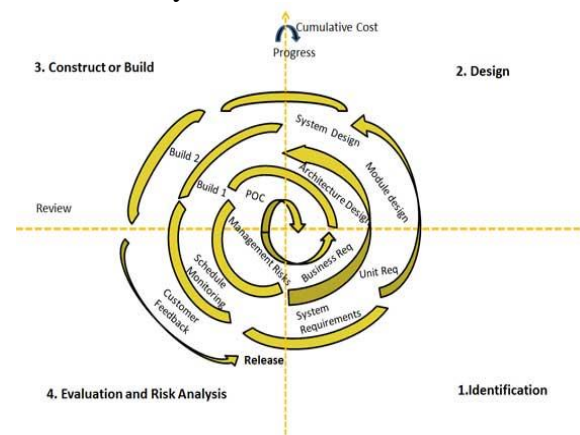 Cumulative Cost
Progress
3. Construct or Build
2. Design
System Design
Module design
Build 2
Build 1
POC
Architecture Design
Review
Management Risks
Business Req
Unit Req
Schedule
Monitoring
System
Requirements
Customer
Feedback
Release
4. Evaluation and Risk Analysis
1.Identification